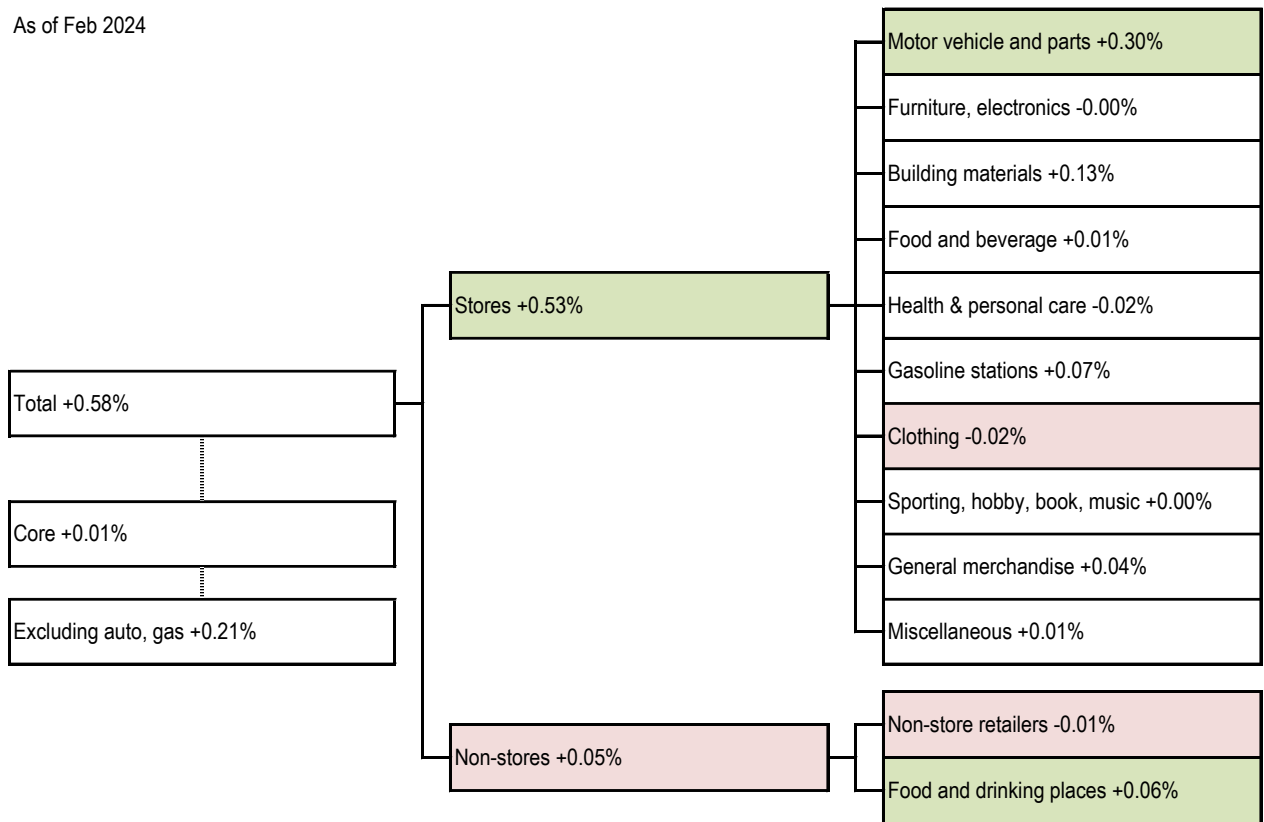 As of Feb 2024
Total +0.58%
Core +0.01%
Excluding auto, gas +0.21%
Stores +0.53%
Non-stores +0.05%
Motor vehicle and parts +0.30%
Furniture, electronics -0.00%
Building materials +0.13%
Food and beverage +0.01%
Health & personal care -0.02%
Gasoline stations +0.07%
Clothing -0.02%
Sporting, hobby, book, music +0.00%
General merchandise +0.04%
Miscellaneous +0.01%
Non-store retailers -0.01%
Food and drinking places +0.06%